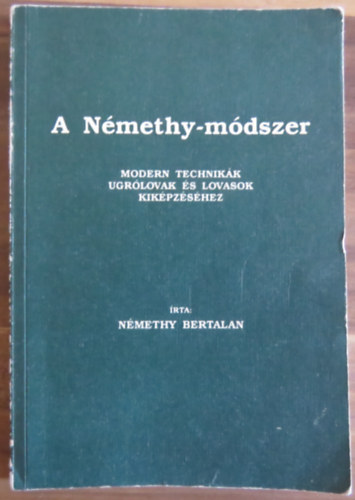 A Némethy-módszer
MODERN TECHNIKÁK
UGRÓLOVAK ÉS LOVASOK
KIKÉPZÉSÉHEZ
ÍRTA:
NÉMETHY BERTALAN